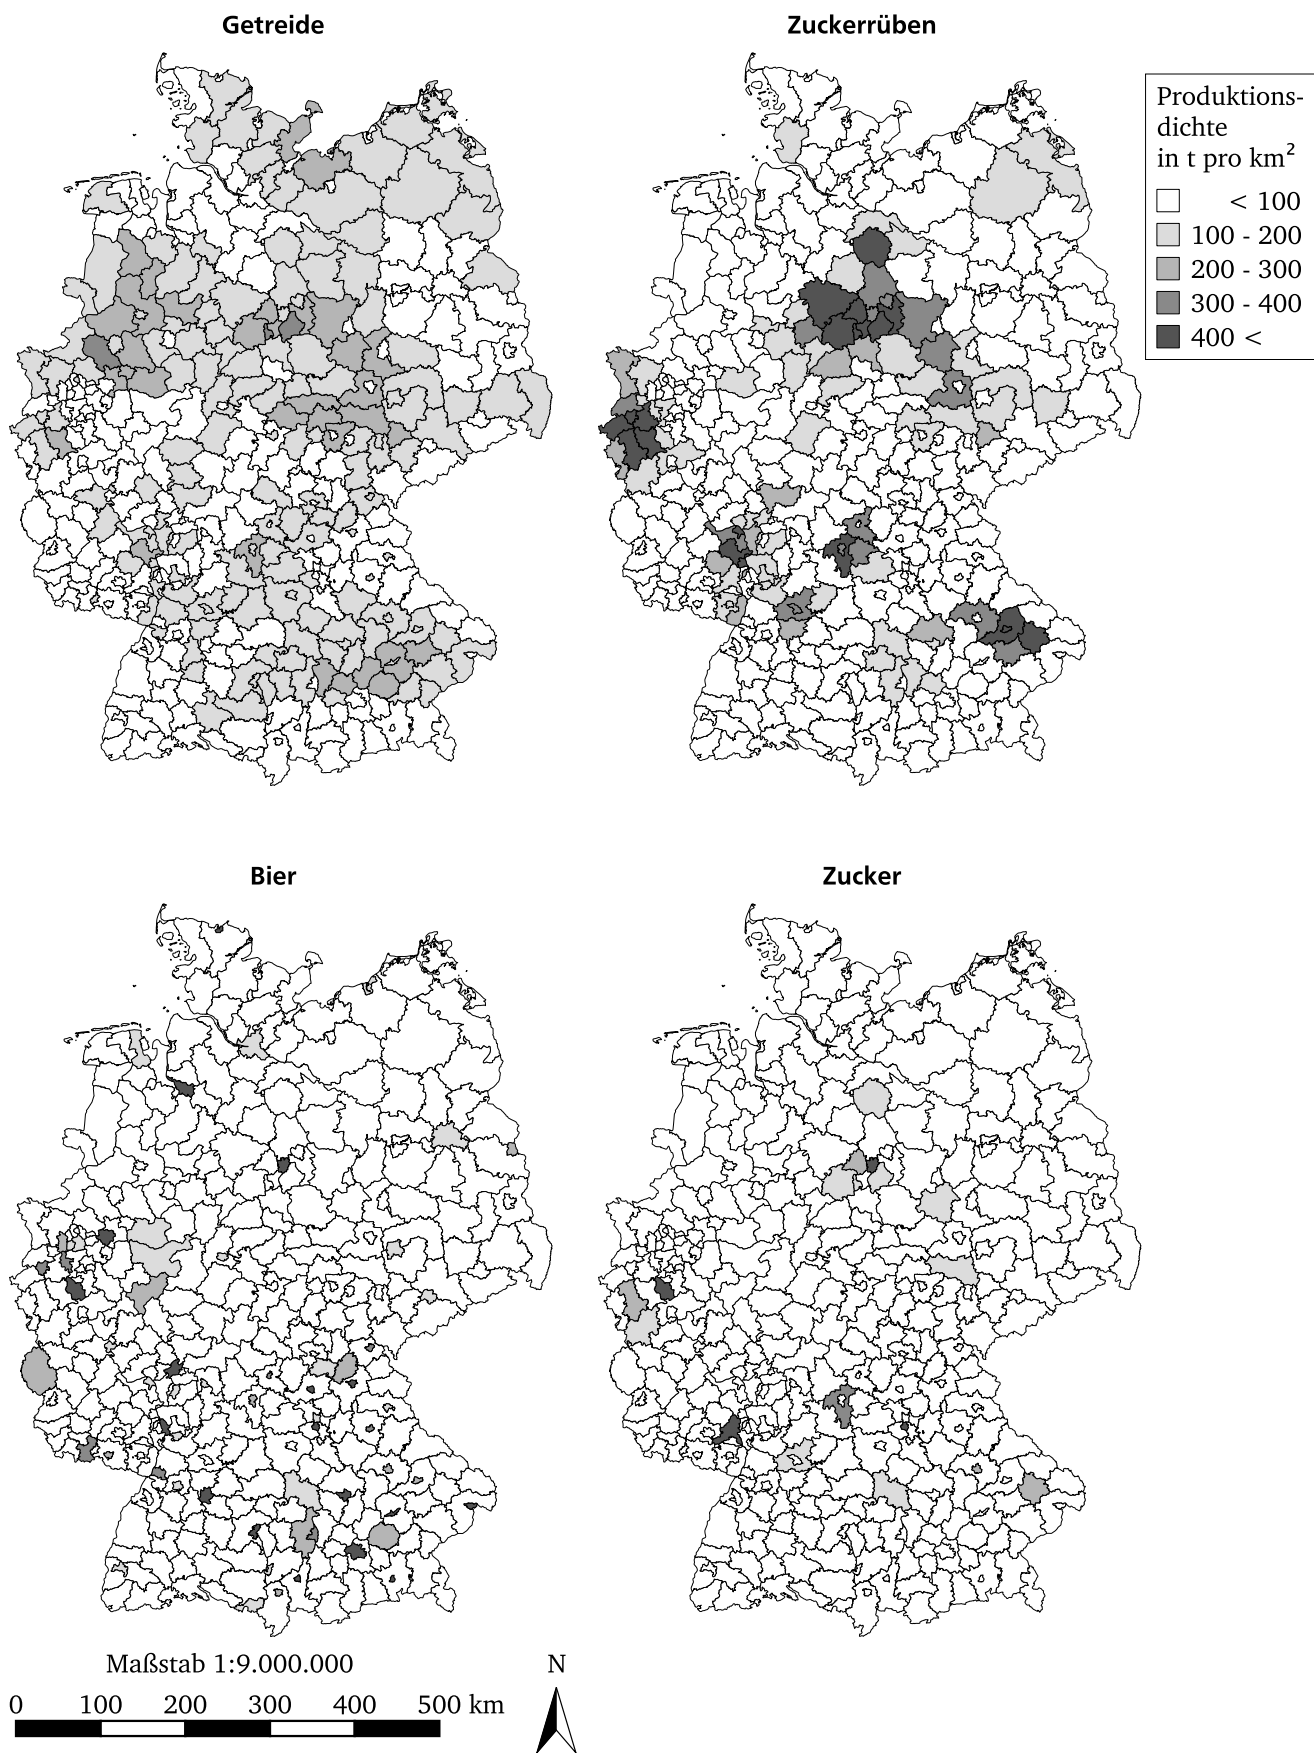 Getreide
Zuckerrüben
Produktions-
dichte
in t pro km²
< 100
100 - 200
200 - 300
300 - 400
400 <
Bier
Zucker
Maßstab 1:9.000.000
N
0 100 200 300 400 500 km